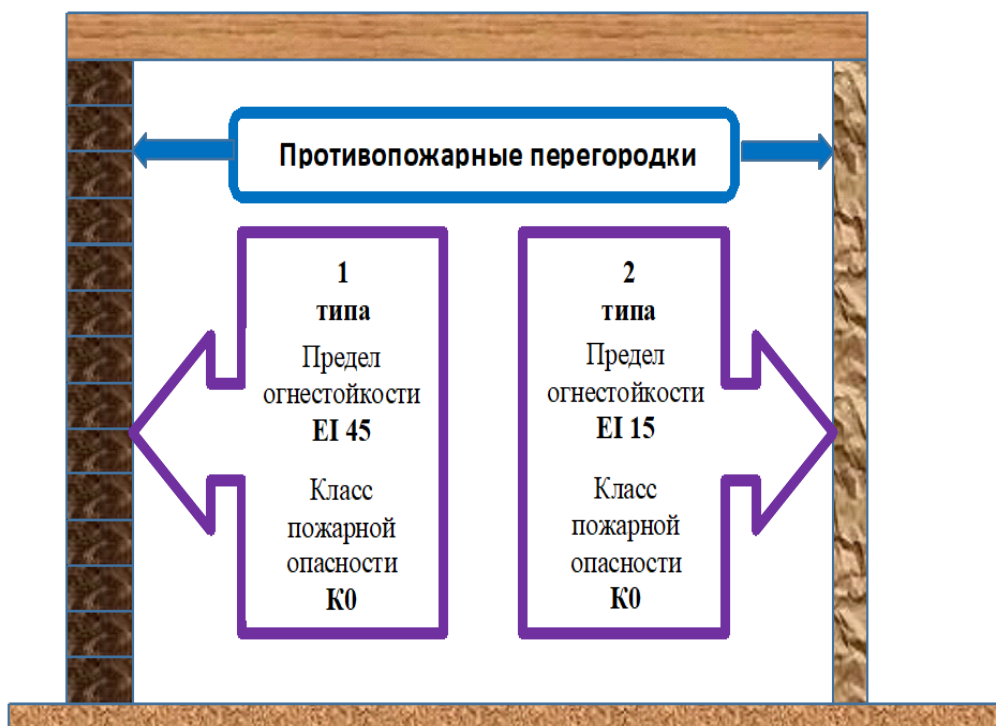 Противопожарные перегородки
1
типа
Предел
огнестойкости
EI 45
Класс
пожарной
опасности
К0
2
типа
Предел
огнестойкости
EI 15
Класс
пожарной
опасности
К0